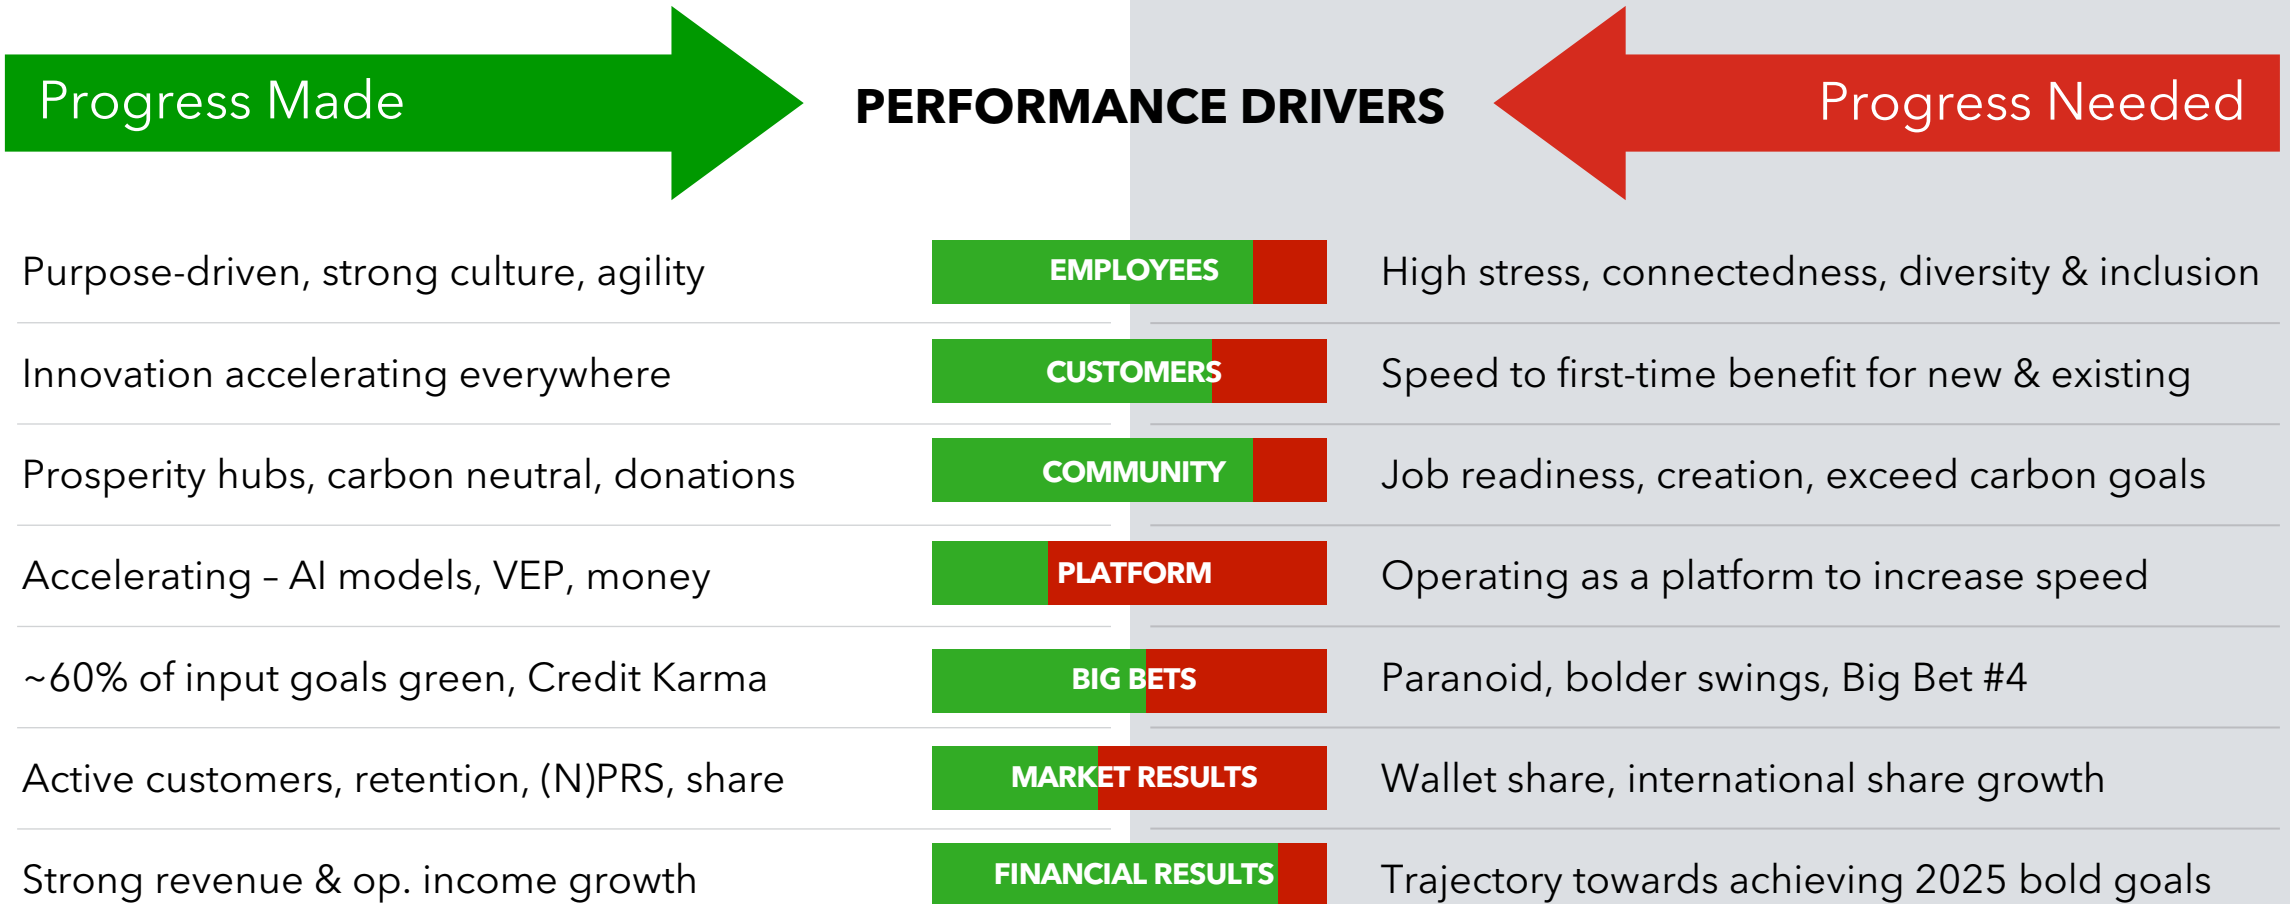 Progress Made
PERFORMANCE DRIVERS
Progress Needed
Purpose-driven, strong culture, agility
EMPLOYEES
High stress, connectedness, diversity & inclusion
Innovation accelerating everywhere
CUSTOMERS
Speed to first-time benefit for new & existing
Prosperity hubs, carbon neutral, donations
COMMUNITY
Job readiness, creation, exceed carbon goals
Accelerating – AI models, VEP, money
PLATFORM
Operating as a platform to increase speed
~60% of input goals green, Credit Karma
BIG BETS
Paranoid, bolder swings, Big Bet #4
Active customers, retention, (N)PRS, share
MARKET RESULTS
Wallet share, international share growth
Strong revenue & op. income growth
FINANCIAL RESULTS
Trajectory towards achieving 2025 bold goals